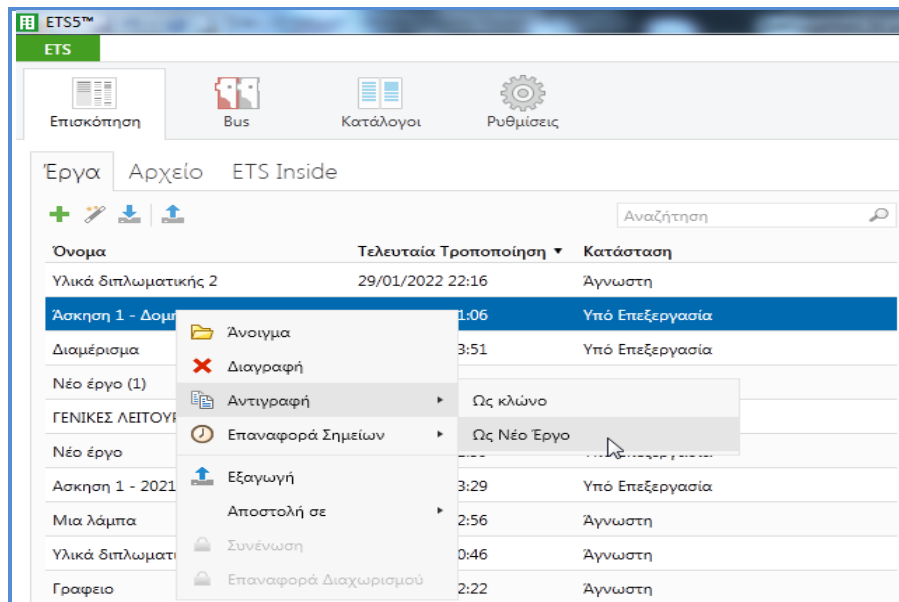 ETS5™
ETS
Επισκόπηση Bus Κατάλογοι Ρυθμίσεις
Έργα Αρχείο ETS Inside
Αναζήτηση
Όνομα Τελευταία Τροποποίηση Κατάσταση
Υλικά διπλωματικής 2 29/01/2022 22:16 Άγνωστη
Άσκηση 1 - 1:06 Υπό Επεξεργασία
Άνοιγμα
Διαμέρισμα 3:51 Υπό Επεξεργασία
Διαγραφή
Νέο έργο (1)
Αντιγραφή Ως κλώνο
ΓΕΝΙΚΕΣ
Επαναφορά Σημείων Ως Νέο Έργο
Νέο έργο
Εξαγωγή
Ασκηση 1 - 2021 3:29 Υπό Επεξεργασία
Αποστολή σε
Μια λάμπα 2:56 Άγνωστη
Συνένωση
Υλικά 0:46 Άγνωστη
Επαναφορά Διαχωρισμού
Γραφειο 2:22 Άγνωστη